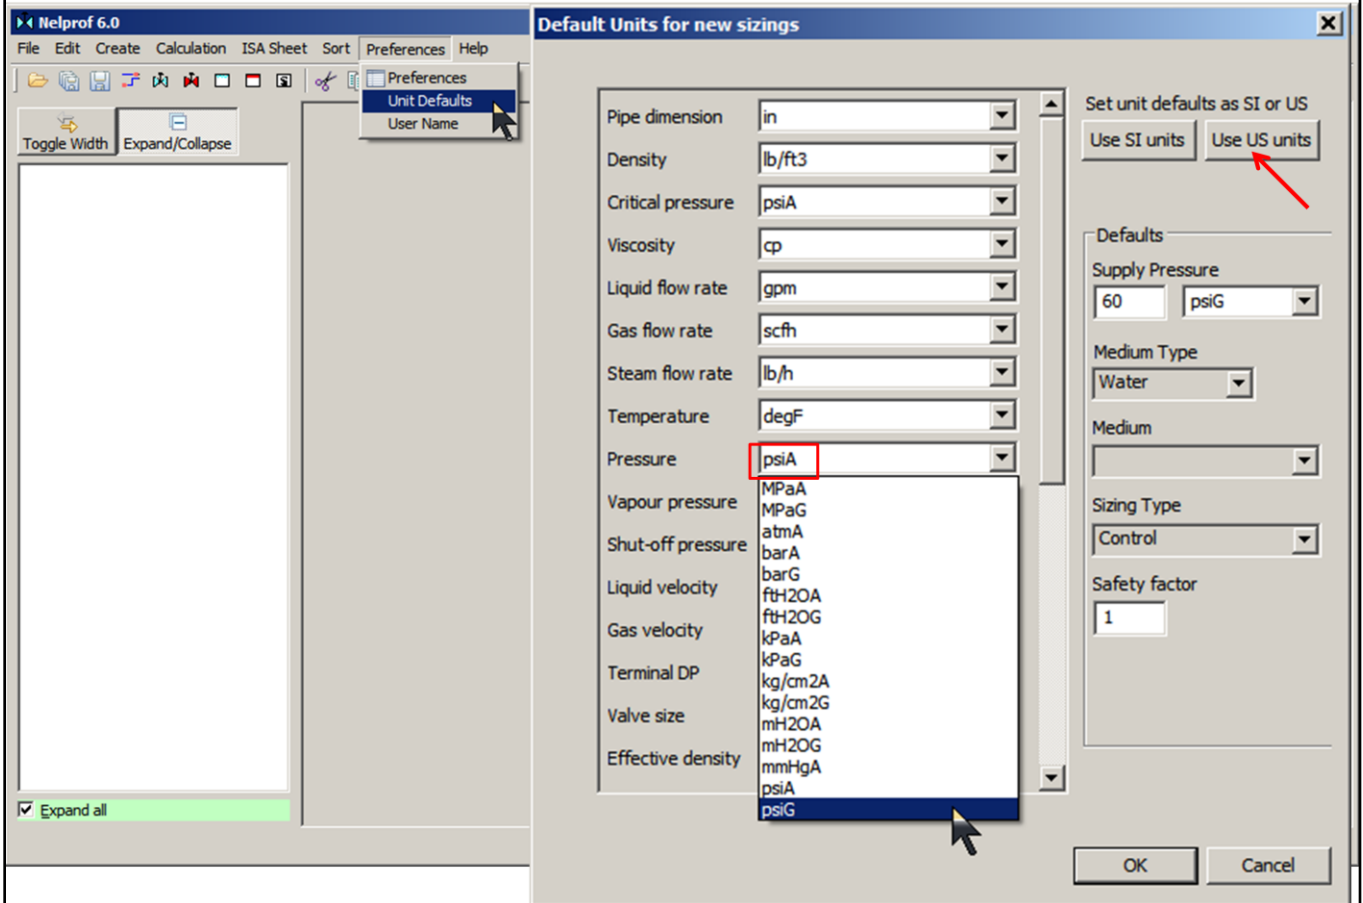 Nelprof 6.0
File Edit Create Calculation ISA Sheet Sort Preferences Help
Preferences
Unit Defaults
User Name
Toggle Width Expand/Collapse
Expand all
Default Units for new sizings
Pipe dimension in
Density lb/ft3
Critical pressure psiA
Viscosity cp
Liquid flow rate gpm
Gas flow rate scfh
Steam flow rate lb/h
Temperature degF
Pressure psiA
Vapour pressure
Shut-off pressure
Liquid velocity
Gas velocity
Terminal DP
Valve size
Effective density
MPaA
MPaG
atmA
barA
barG
ftH2OA
ftH2OG
kPaA
kPaG
kg/cm2A
kg/cm2G
mH2OA
mH2OG
mmHgA
psiA
psiG
Set unit defaults as SI or US
Use SI units Use US units
Defaults
Supply Pressure
60 psiG
Medium Type
Water
Medium
Sizing Type
Control
Safety factor
1
OK Cancel